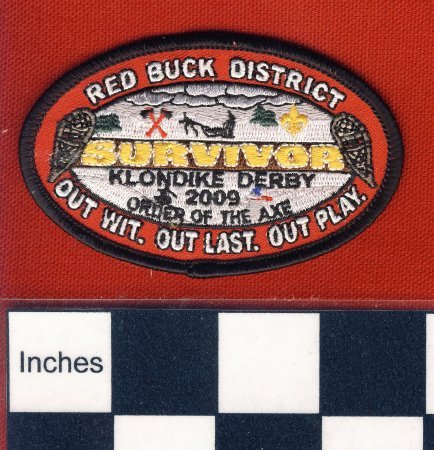 RED BUCK DISTRICT
SURVIVOR
KLONDIKE DERBY
2009
ORDER OF THE AXE
OUT WIT. OUT LAST. OUT PLAY.
Inches